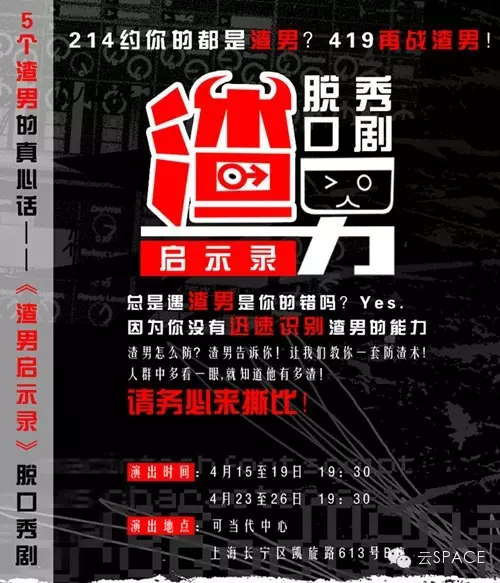 5个渣男的真心话——《渣男启示录》脱口秀剧
214约你的都是渣男？419再战渣男！
渣男
脱口秀剧
启示录
总是遇渣男是你的错吗？Yes.
因为你没有迅速识别渣男的能力
渣男怎么防？渣男告诉你！让我们教你一套防渣术！
人群中多看一眼,就知道他有多渣！
请务必来撕比！
演出时间：4月15至19日 19：30
4月23至26日 19：30
演出地点：可当代中心
上海长宁区凯旋路613号B
云SPACE